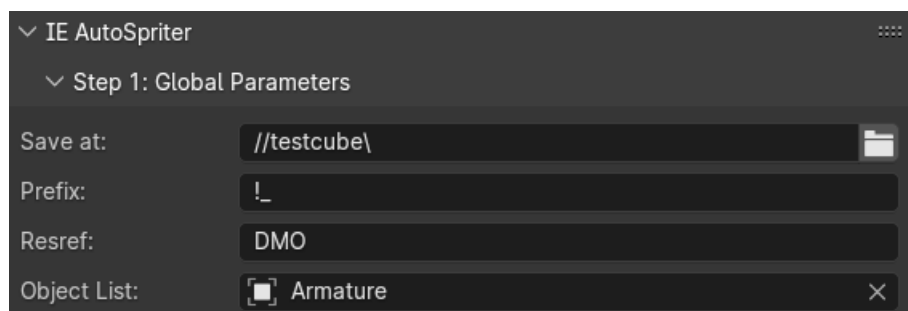 IE AutoSpriter
Step 1: Global Parameters
Save at: //testcube\
Prefix: !_
Resref: DMO
Object List: Armature